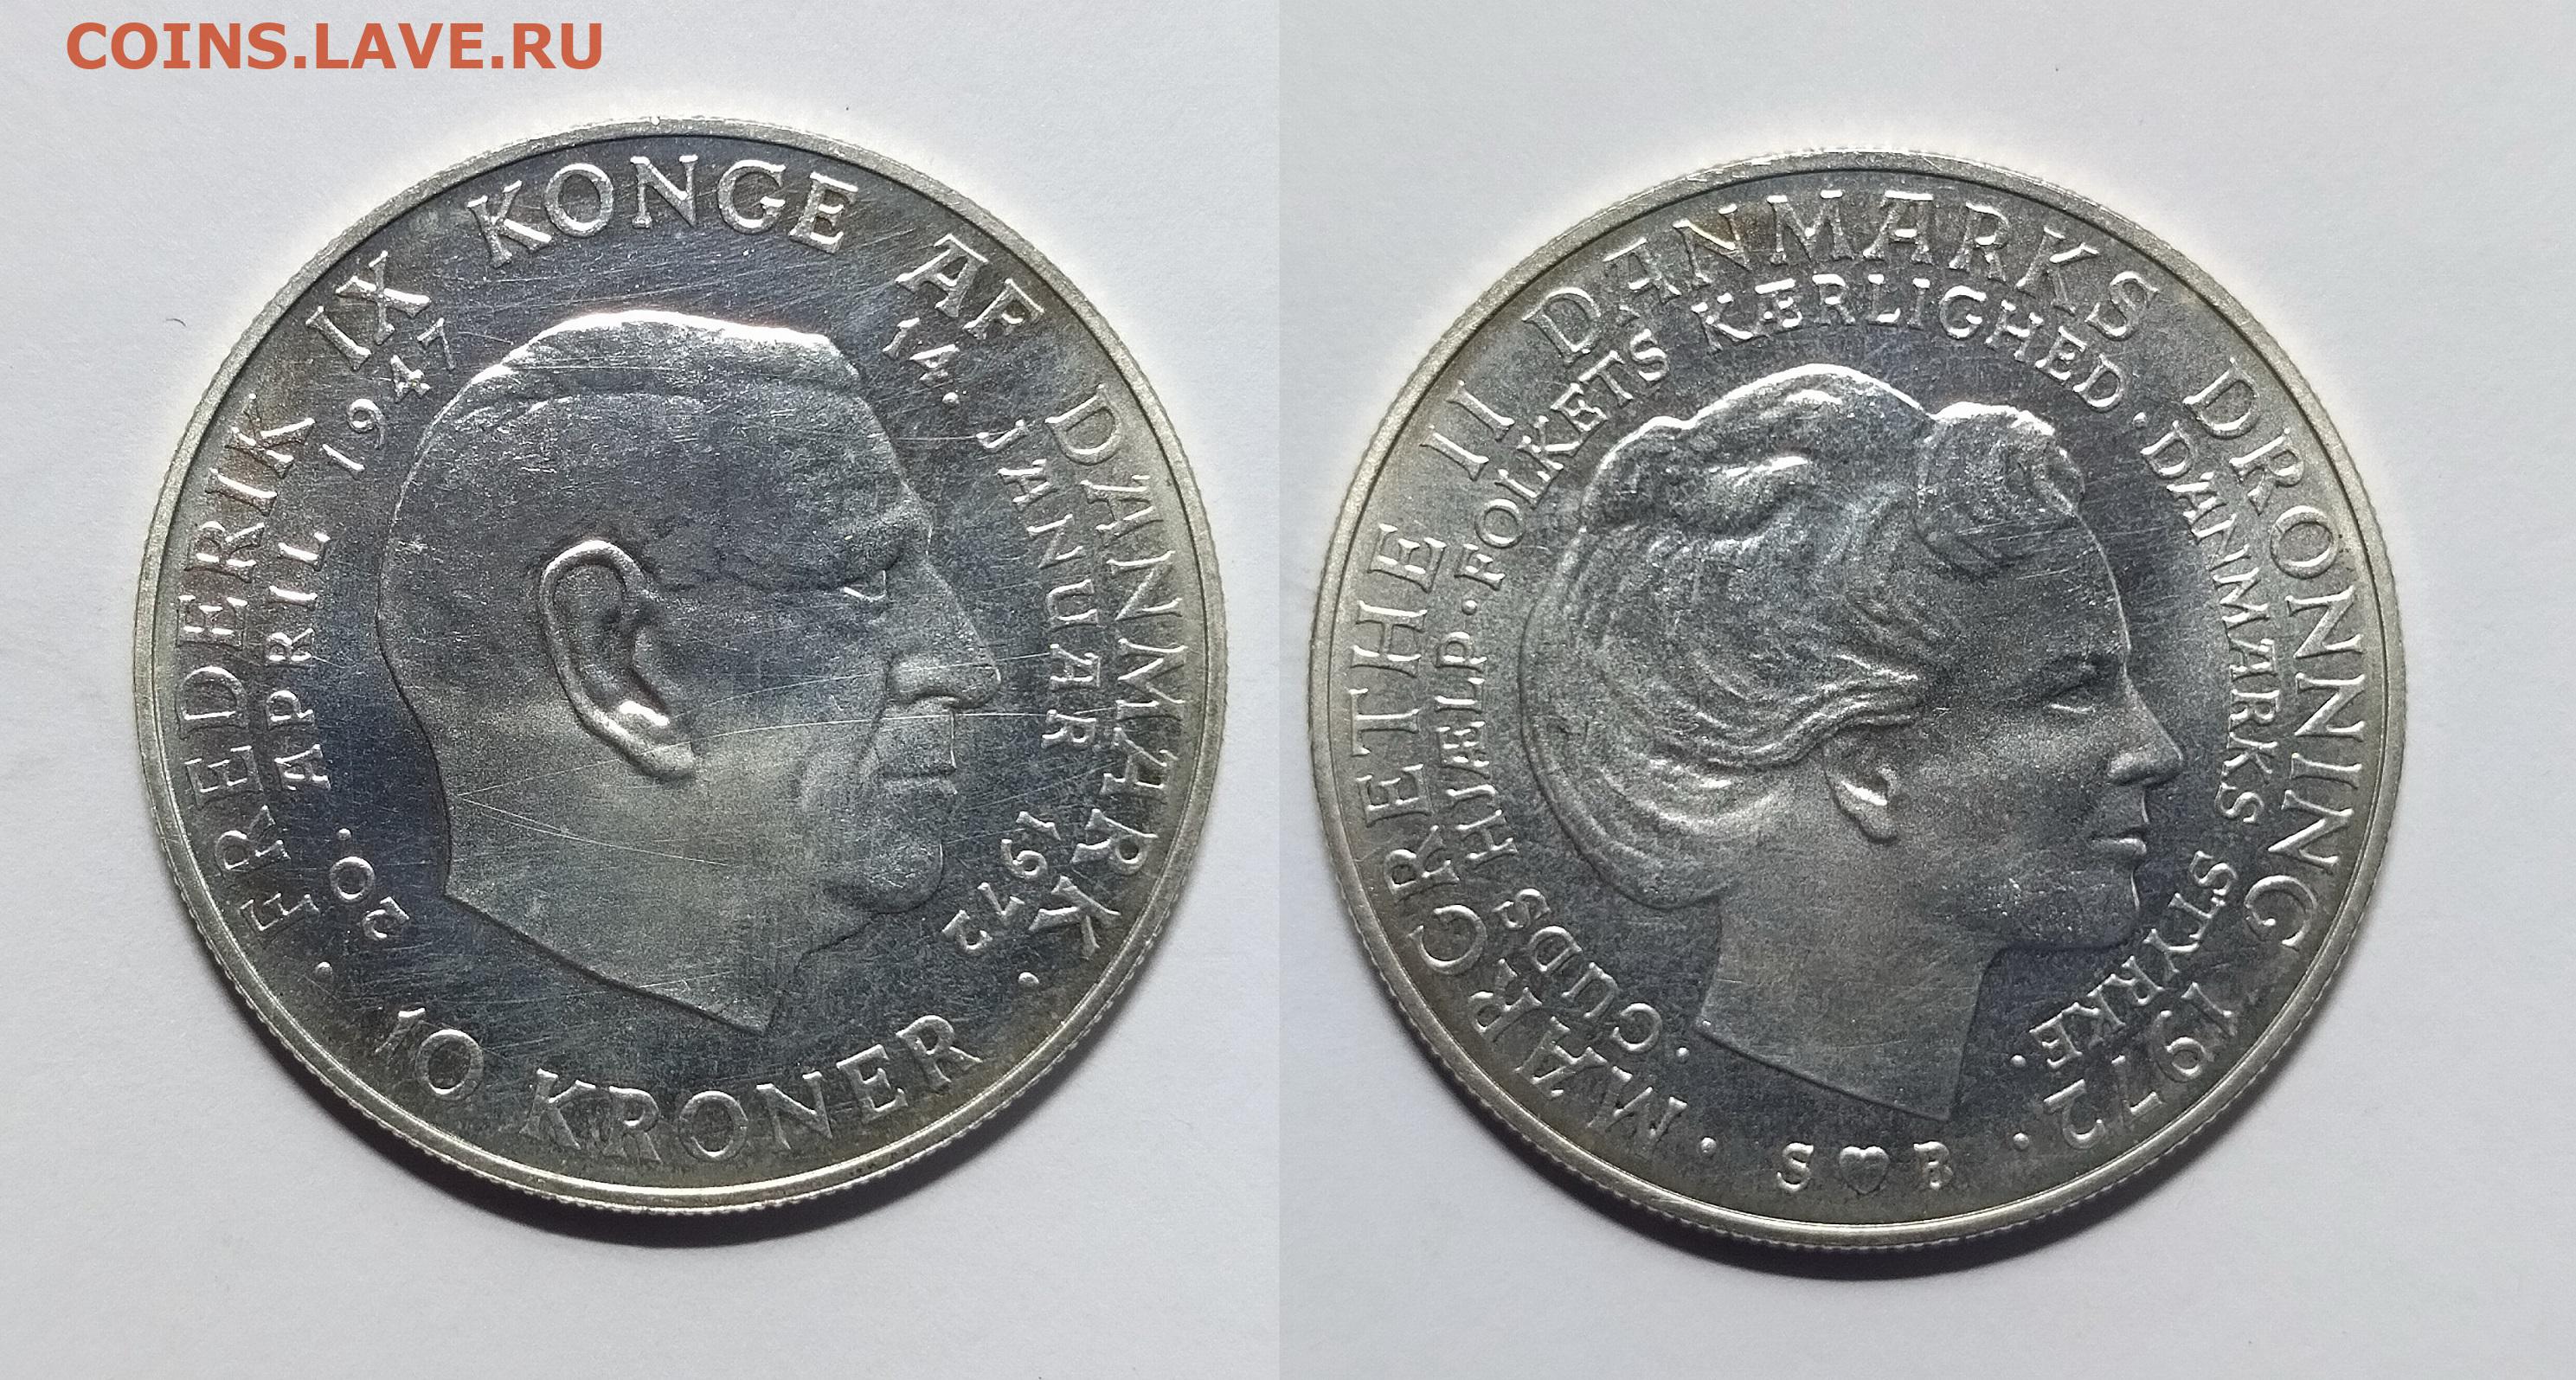 COINS.LAVE.RU
FREDERIK IX KONGE AF DANMARK
20. APRIL 1947 14. JANUAR 1972
· 10 KRONER ·
MARGRETHE II DANMARKS DRONNING 1972
· GUDS HJÆLP · FOLKETS KÆRLIGHED · DANMARKS STYRKE ·
· S ♥ B ·